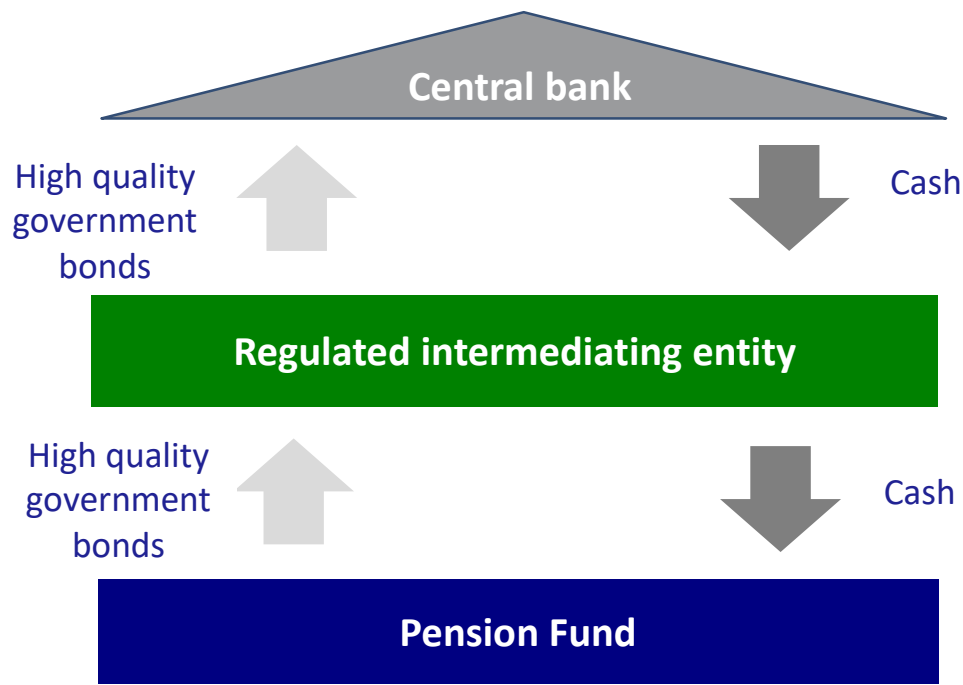 Central bank
High quality
government
bonds
Cash
Regulated intermediating entity
High quality
government
bonds
Cash
Pension Fund